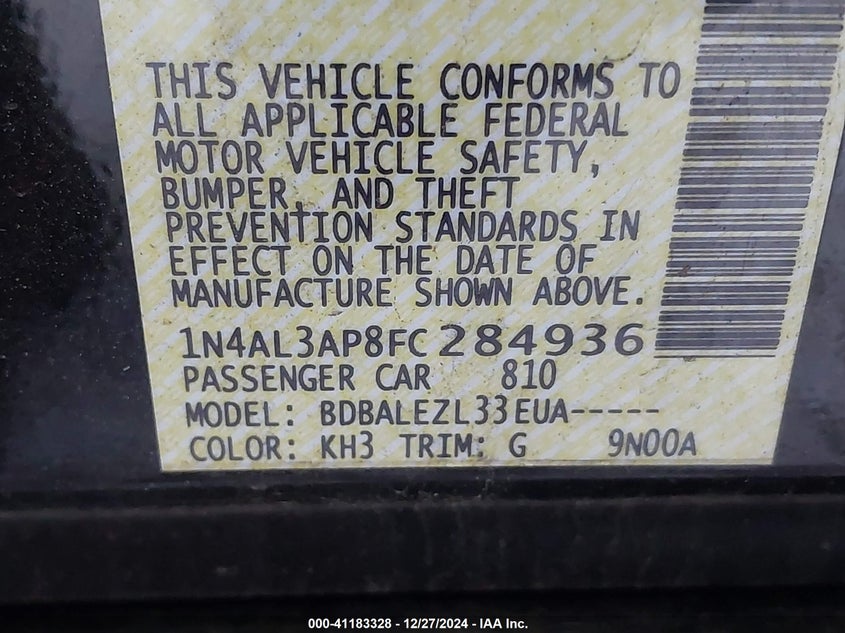 THIS VEHICLE CONFORMS TO
ALL APPLICABLE FEDERAL
MOTOR VEHICLE SAFETY,
BUMPER, AND THEFT
PREVENTION STANDARDS IN
EFFECT ON THE DATE OF
MANUFACTURE SHOWN ABOVE.
1N4AL3AP8FC284936
PASSENGER CAR 810
MODEL: BDBALEZL33EUA-----
COLOR: KH3 TRIM: G 9N00A
000-41183328 - 12/27/2024 - IAA Inc.